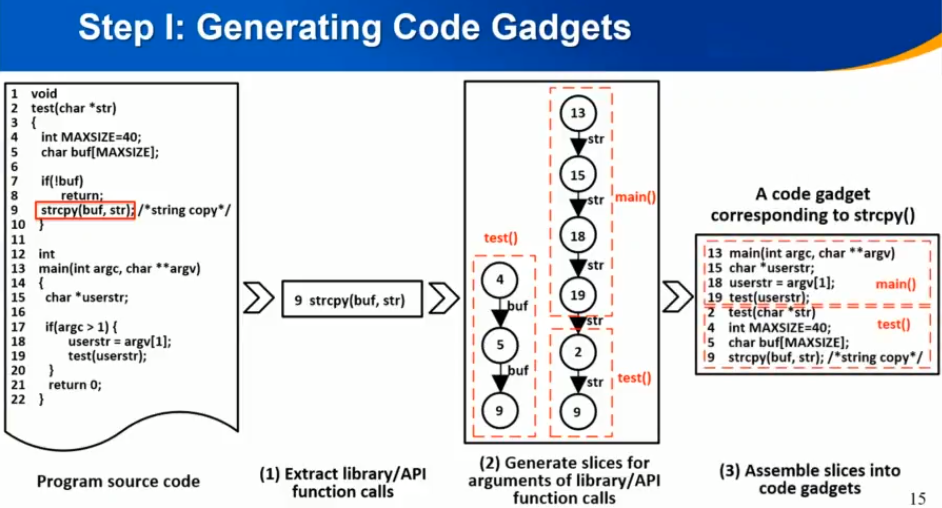 Step I: Generating Code Gadgets
1 void
2 test(char *str)
3 {
4 int MAXSIZE=40;
5 char buf[MAXSIZE];
6
7 if(!buf)
8 return;
9 strcpy(buf, str); /*string copy*/
10 }
11
12 int
13 main(int argc, char **argv)
14 {
15 char *userstr;
16
17 if(argc > 1) {
18 userstr = argv[1];
19 test(userstr);
20 }
21 return 0;
22 }
Program source code
9 strcpy(buf, str)
(1) Extract library/API
function calls
test()
4
buf
5
buf
9
13
str
15
str
main()
18
str
19
str
2
test()
str
9
(2) Generate slices for
arguments of library/API
function calls
A code gadget
corresponding to strcpy()
13 main(int argc, char **argv)
15 char *userstr;
18 userstr = argv[1];
main()
19 test(userstr);
2 test(char *str)
test()
4 int MAXSIZE=40;
5 char buf[MAXSIZE];
9 strcpy(buf, str); /*string copy*/
(3) Assemble slices into
code gadgets
15